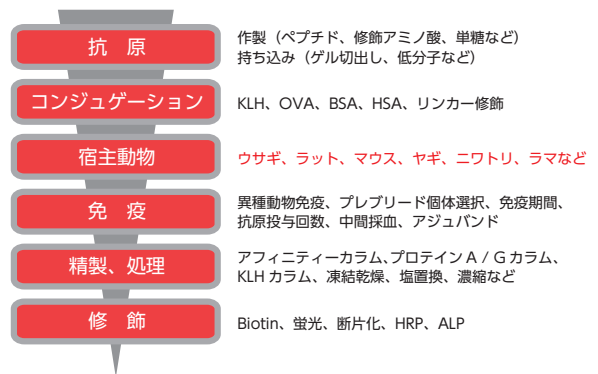 抗　原
作製（ペプチド、修飾アミノ酸、単糖など）
持ち込み（ゲル切出し、低分子など）
コンジュゲーション
KLH、OVA、BSA、HSA、リンカー修飾
宿主動物
ウサギ、ラット、マウス、ヤギ、ニワトリ、ラマなど
免　疫
異種動物免疫、プレブリード個体選択、免疫期間、
抗原投与回数、中間採血、アジュバンド
精製、処理
アフィニティーカラム、プロテイン A / G カラム、
KLH カラム、凍結乾燥、塩置換、濃縮など
修　飾
Biotin、蛍光、断片化、HRP、ALP